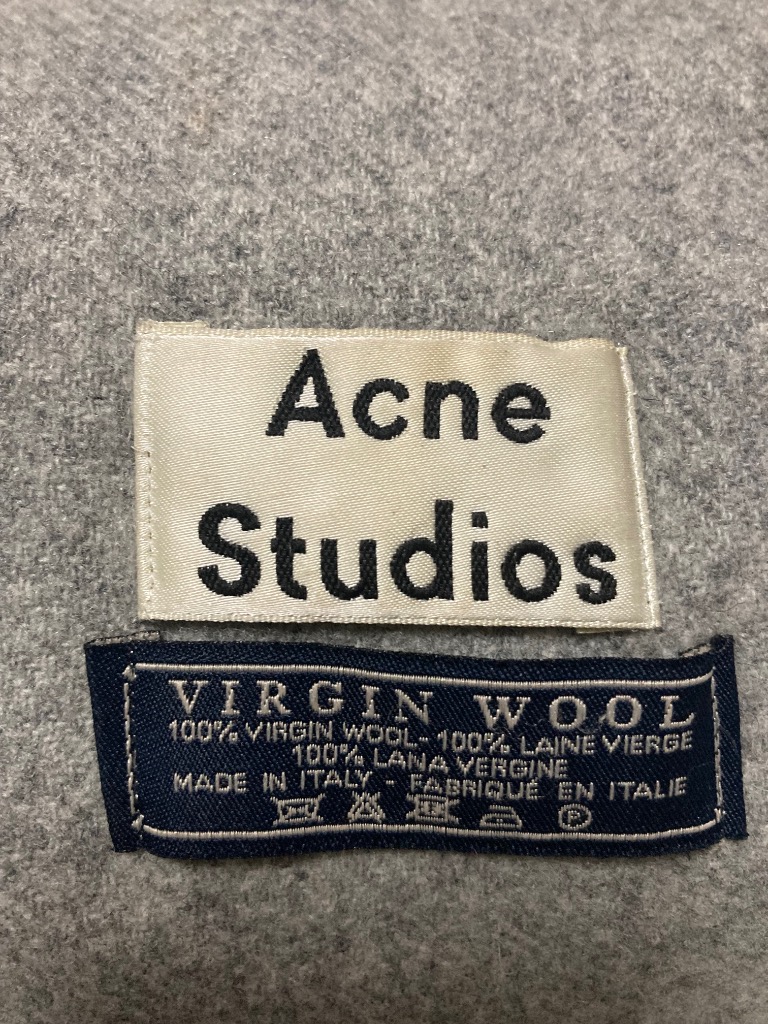 Acne
Studios
VIRGIN WOOL
100% VIRGIN WOOL - 100% LAINE VIERGE
100% LANA VERGINE
MADE IN ITALY - FABRIQUÉ EN ITALIE
P